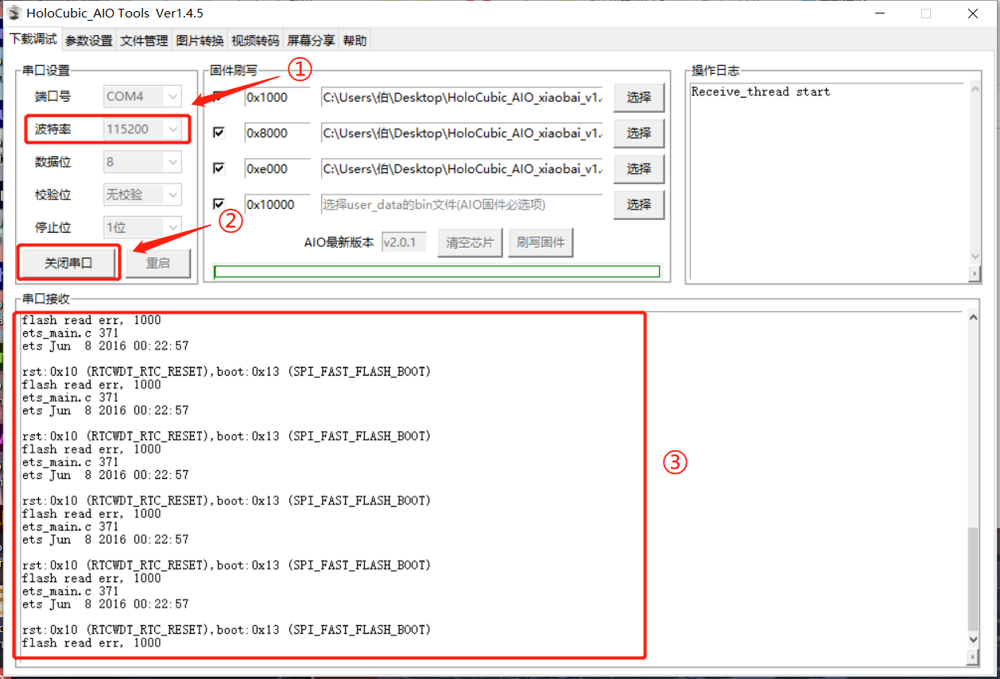 HoloCubic_AIO Tools Ver1.4.5
下载调试 参数设置 文件管理 图片转换 视频转码 屏幕分享 帮助
串口设置
端口号 COM4
波特率 115200
数据位 8
校验位 无校验
停止位 1位
关闭串口 重启
①
②
固件刷写
0x1000 C:\Users\伯\Desktop\HoloCubic_AIO_xiaobai_v1. 选择
0x8000 C:\Users\伯\Desktop\HoloCubic_AIO_xiaobai_v1. 选择
0xe000 C:\Users\伯\Desktop\HoloCubic_AIO_xiaobai_v1. 选择
0x10000 选择user_data的bin文件(AIO固件必选项) 选择
AIO最新版本 v2.0.1 清空芯片 刷写固件
操作日志
Receive_thread start
x
串口接收
flash read err, 1000
ets_main.c 371
ets Jun  8 2016 00:22:57
rst:0x10 (RTCWDT_RTC_RESET),boot:0x13 (SPI_FAST_FLASH_BOOT)
flash read err, 1000
ets_main.c 371
ets Jun  8 2016 00:22:57
rst:0x10 (RTCWDT_RTC_RESET),boot:0x13 (SPI_FAST_FLASH_BOOT)
flash read err, 1000
ets_main.c 371
ets Jun  8 2016 00:22:57
rst:0x10 (RTCWDT_RTC_RESET),boot:0x13 (SPI_FAST_FLASH_BOOT)
flash read err, 1000
ets_main.c 371
ets Jun  8 2016 00:22:57
rst:0x10 (RTCWDT_RTC_RESET),boot:0x13 (SPI_FAST_FLASH_BOOT)
flash read err, 1000
ets_main.c 371
ets Jun  8 2016 00:22:57
rst:0x10 (RTCWDT_RTC_RESET),boot:0x13 (SPI_FAST_FLASH_BOOT)
flash read err, 1000
③
x